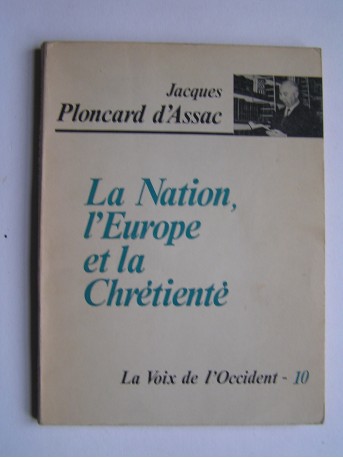 Jacques
Ploncard d'Assac
La Nation,
l'Europe
et la
Chrétienté
La Voix de l'Occident - 10